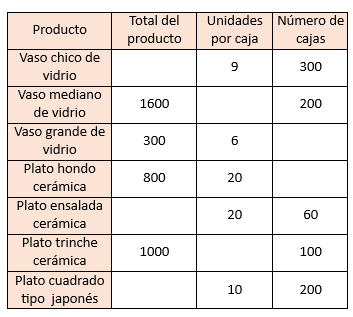 Producto Total del producto Unidades por caja Número de cajas
Vaso chico de vidrio 9 300
Vaso mediano de vidrio 1600 200
Vaso grande de vidrio 300 6
Plato hondo cerámica 800 20
Plato ensalada cerámica 20 60
Plato trinche cerámica 1000 100
Plato cuadrado tipo japonés 10 200